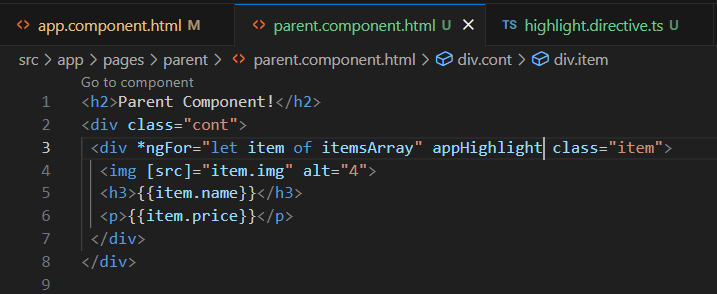 app.component.html M parent.component.html U TS highlight.directive.ts U
src > app > pages > parent > parent.component.html > div.cont > div.item
Go to component
1 <h2>Parent Component!</h2>
2 <div class="cont">
3 <div *ngFor="let item of itemsArray" appHighlight class="item">
4 <img [src]="item.img" alt="4">
5 <h3>{{item.name}}</h3>
6 <p>{{item.price}}</p>
7 </div>
8 </div>
9